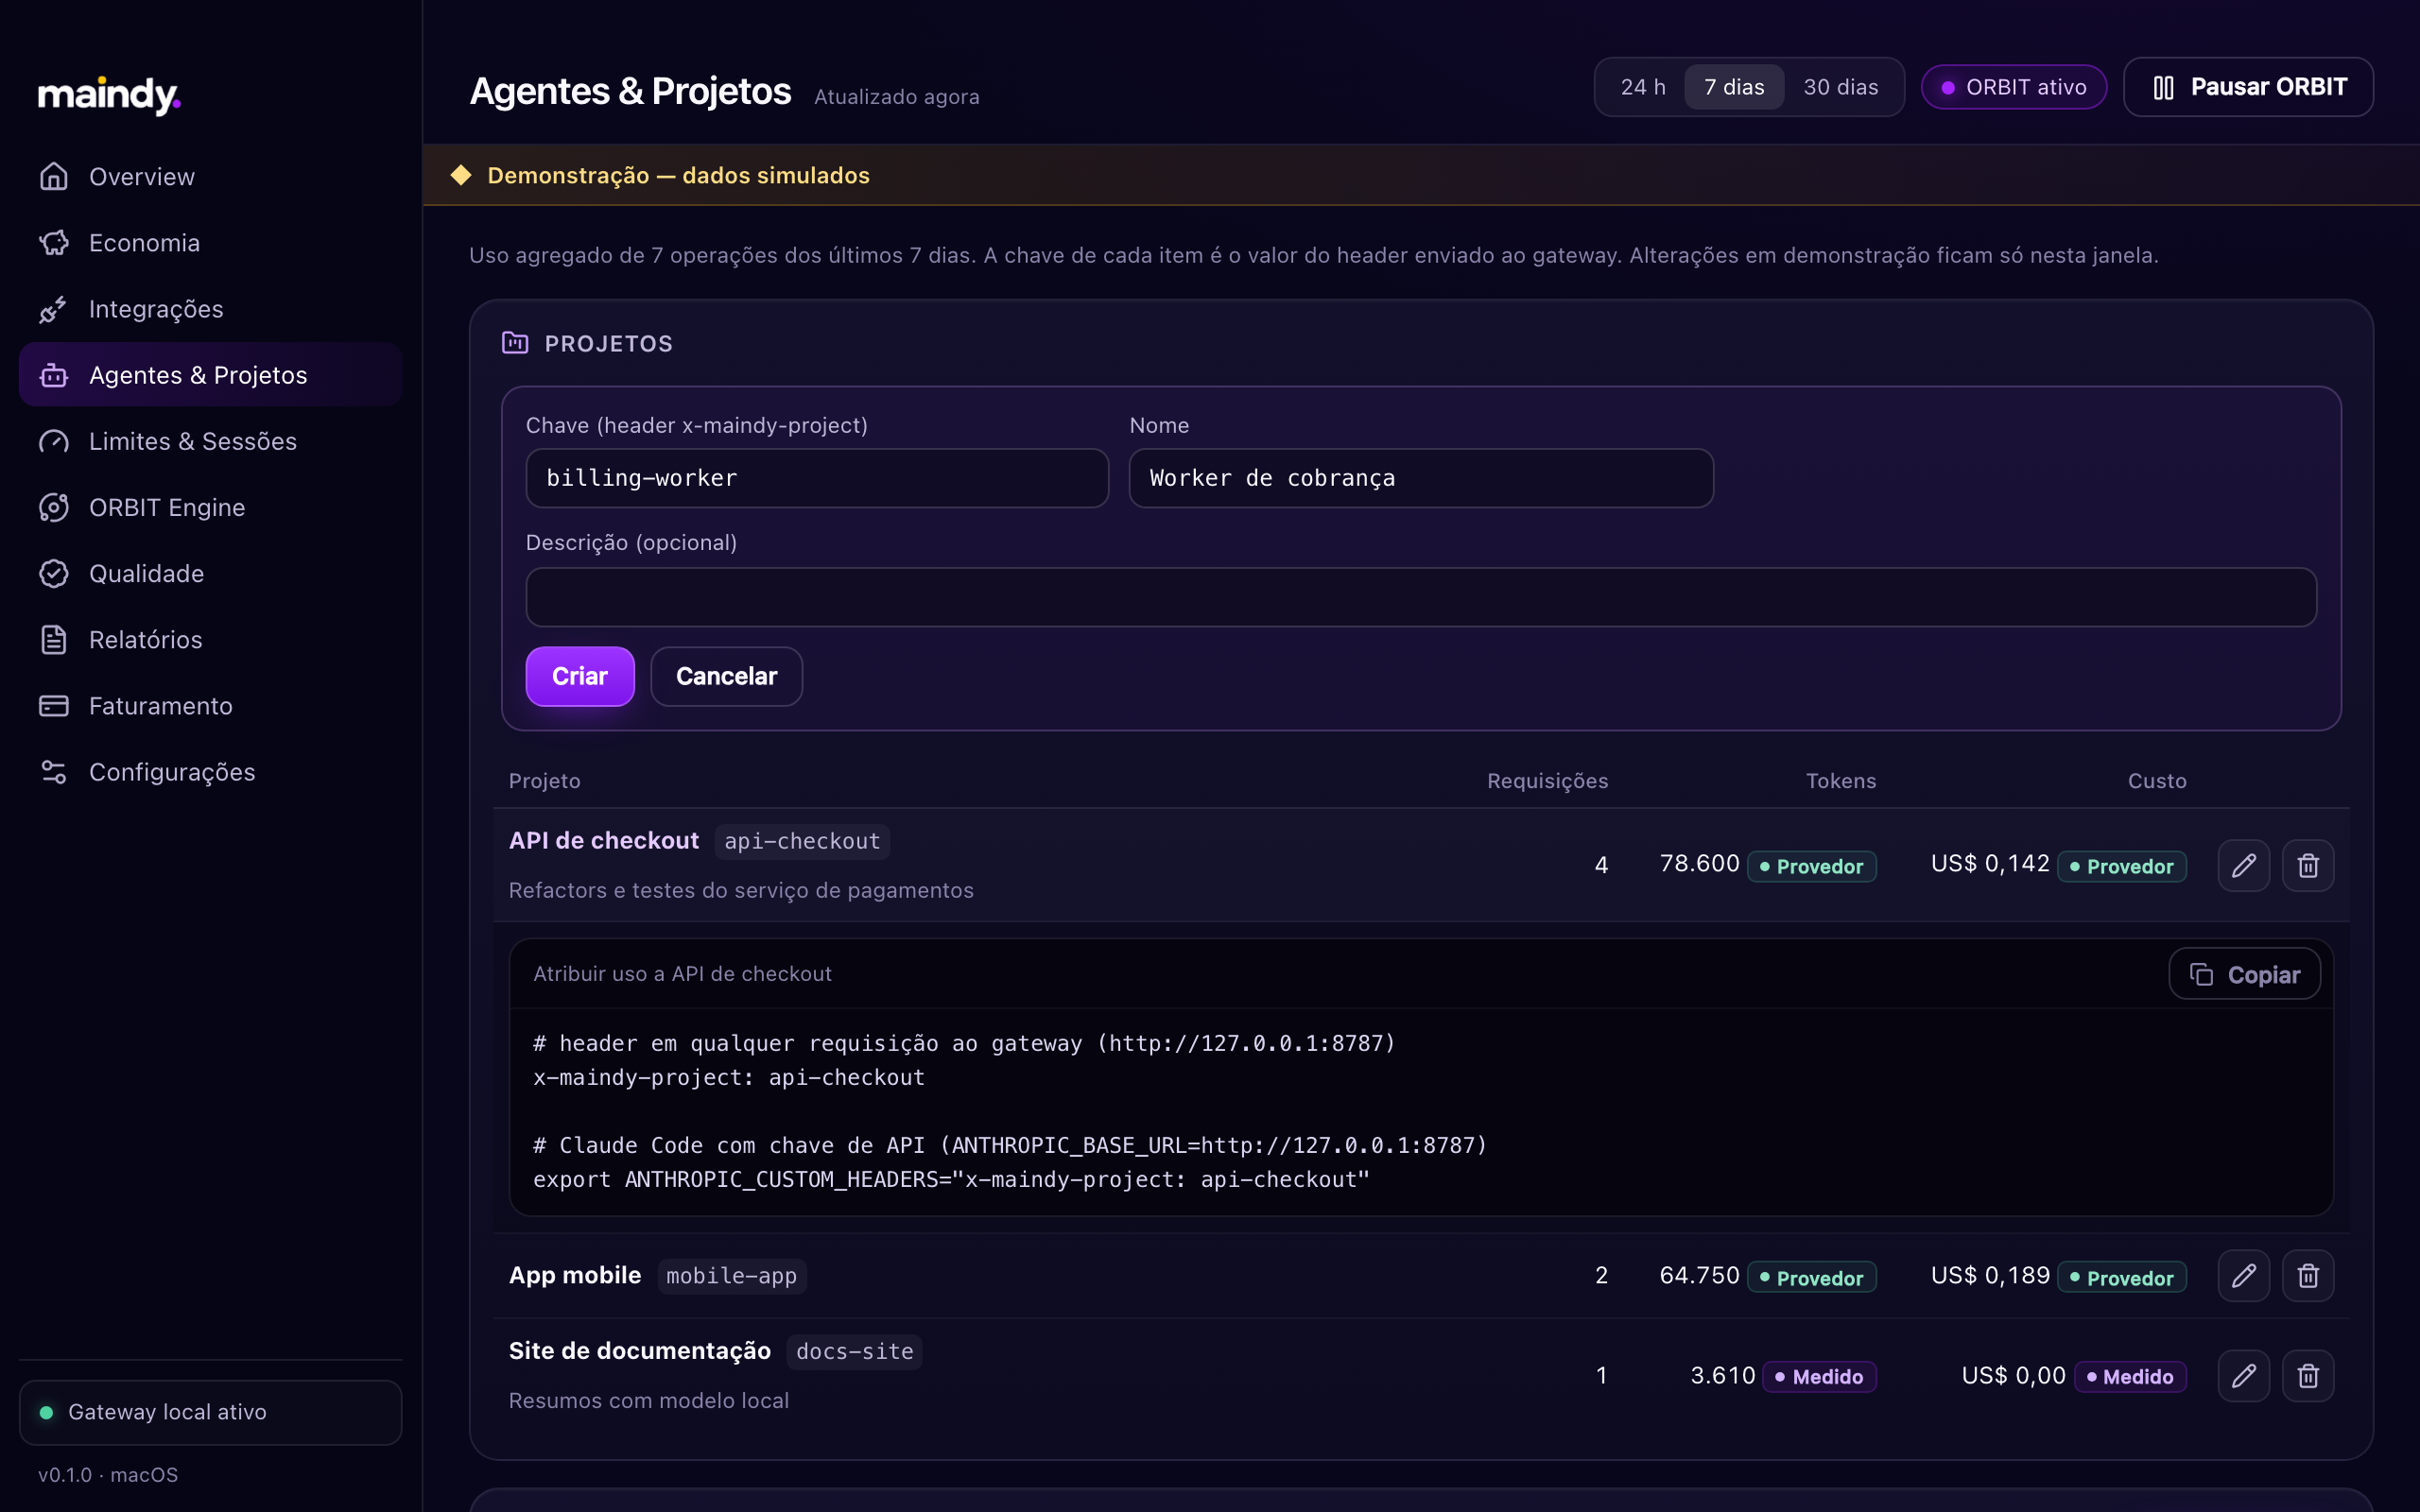 maindy.
Overview
Economia
Integrações
Agentes & Projetos
Limites & Sessões
ORBIT Engine
Qualidade
Relatórios
Faturamento
Configurações
Gateway local ativo
v0.1.0 · macOS
Agentes & Projetos Atualizado agora
24 h 7 dias 30 dias ORBIT ativo Pausar ORBIT
Demonstração — dados simulados
Uso agregado de 7 operações dos últimos 7 dias. A chave de cada item é o valor do header enviado ao gateway. Alterações em demonstração ficam só nesta janela.
PROJETOS
Chave (header x-maindy-project) Nome
billing-worker Worker de cobrança
Descrição (opcional)
Criar Cancelar
Projeto Requisições Tokens Custo
API de checkout api-checkout 4 78.600 Provedor US$ 0,142 Provedor
Refactors e testes do serviço de pagamentos
Atribuir uso a API de checkout Copiar
# header em qualquer requisição ao gateway (http://127.0.0.1:8787)
x-maindy-project: api-checkout
# Claude Code com chave de API (ANTHROPIC_BASE_URL=http://127.0.0.1:8787)
export ANTHROPIC_CUSTOM_HEADERS="x-maindy-project: api-checkout"
App mobile mobile-app 2 64.750 Provedor US$ 0,189 Provedor
Site de documentação docs-site 1 3.610 Medido US$ 0,00 Medido
Resumos com modelo local